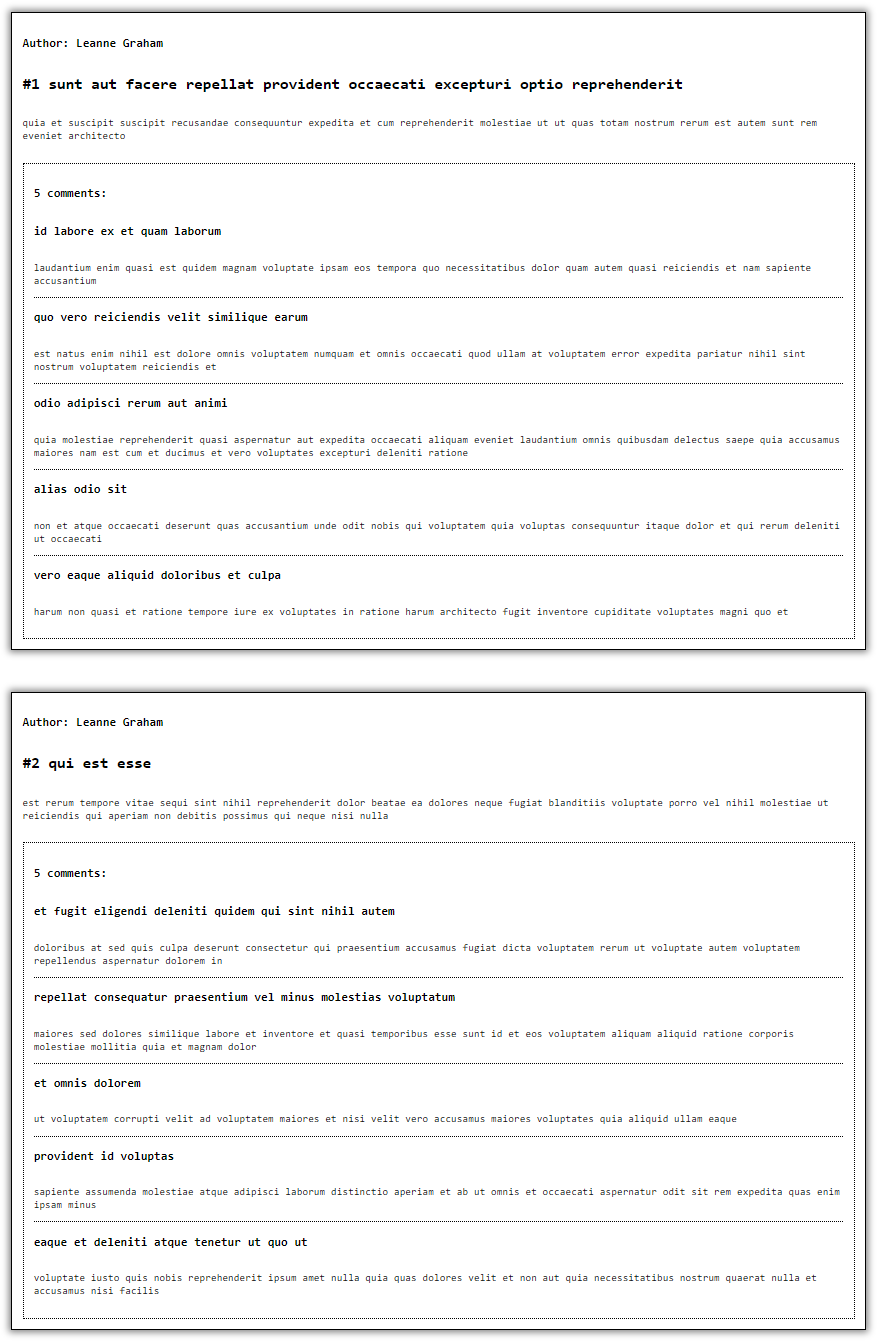 Author: Leanne Graham
#1 sunt aut facere repellat provident occaecati excepturi optio reprehenderit
quia et suscipit suscipit recusandae consequuntur expedita et cum reprehenderit molestiae ut ut quas totam nostrum rerum est autem sunt rem
eveniet architecto
5 comments:
id labore ex et quam laborum
laudantium enim quasi est quidem magnam voluptate ipsam eos tempora quo necessitatibus dolor quam autem quasi reiciendis et nam sapiente
accusantium
quo vero reiciendis velit similique earum
est natus enim nihil est dolore omnis voluptatem numquam et omnis occaecati quod ullam at voluptatem error expedita pariatur nihil sint
nostrum voluptatem reiciendis et
odio adipisci rerum aut animi
quia molestiae reprehenderit quasi aspernatur aut expedita occaecati aliquam eveniet laudantium omnis quibusdam delectus saepe quia accusamus
maiores nam est cum et ducimus et vero voluptates excepturi deleniti ratione
alias odio sit
non et atque occaecati deserunt quas accusantium unde odit nobis qui voluptatem quia voluptas consequuntur itaque dolor et qui rerum deleniti
ut occaecati
vero eaque aliquid doloribus et culpa
harum non quasi et ratione tempore iure ex voluptates in ratione harum architecto fugit inventore cupiditate voluptates magni quo et
Author: Leanne Graham
#2 qui est esse
est rerum tempore vitae sequi sint nihil reprehenderit dolor beatae ea dolores neque fugiat blanditiis voluptate porro vel nihil molestiae ut
reiciendis qui aperiam non debitis possimus qui neque nisi nulla
5 comments:
et fugit eligendi deleniti quidem qui sint nihil autem
doloribus at sed quis culpa deserunt consectetur qui praesentium accusamus fugiat dicta voluptatem rerum ut voluptate autem voluptatem
repellendus aspernatur dolorem in
repellat consequatur praesentium vel minus molestias voluptatum
maiores sed dolores similique labore et inventore et quasi temporibus esse sunt id et eos voluptatem aliquam aliquid ratione corporis
molestiae mollitia quia et magnam dolor
et omnis dolorem
ut voluptatem corrupti velit ad voluptatem maiores et nisi velit vero accusamus maiores voluptates quia aliquid ullam eaque
provident id voluptas
sapiente assumenda molestiae atque adipisci laborum distinctio aperiam et ab ut omnis et occaecati aspernatur odit sit rem expedita quas enim
ipsam minus
eaque et deleniti atque tenetur ut quo ut
voluptate iusto quis nobis reprehenderit ipsum amet nulla quia quas dolores velit et non aut quia necessitatibus nostrum quaerat nulla et
accusamus nisi facilis